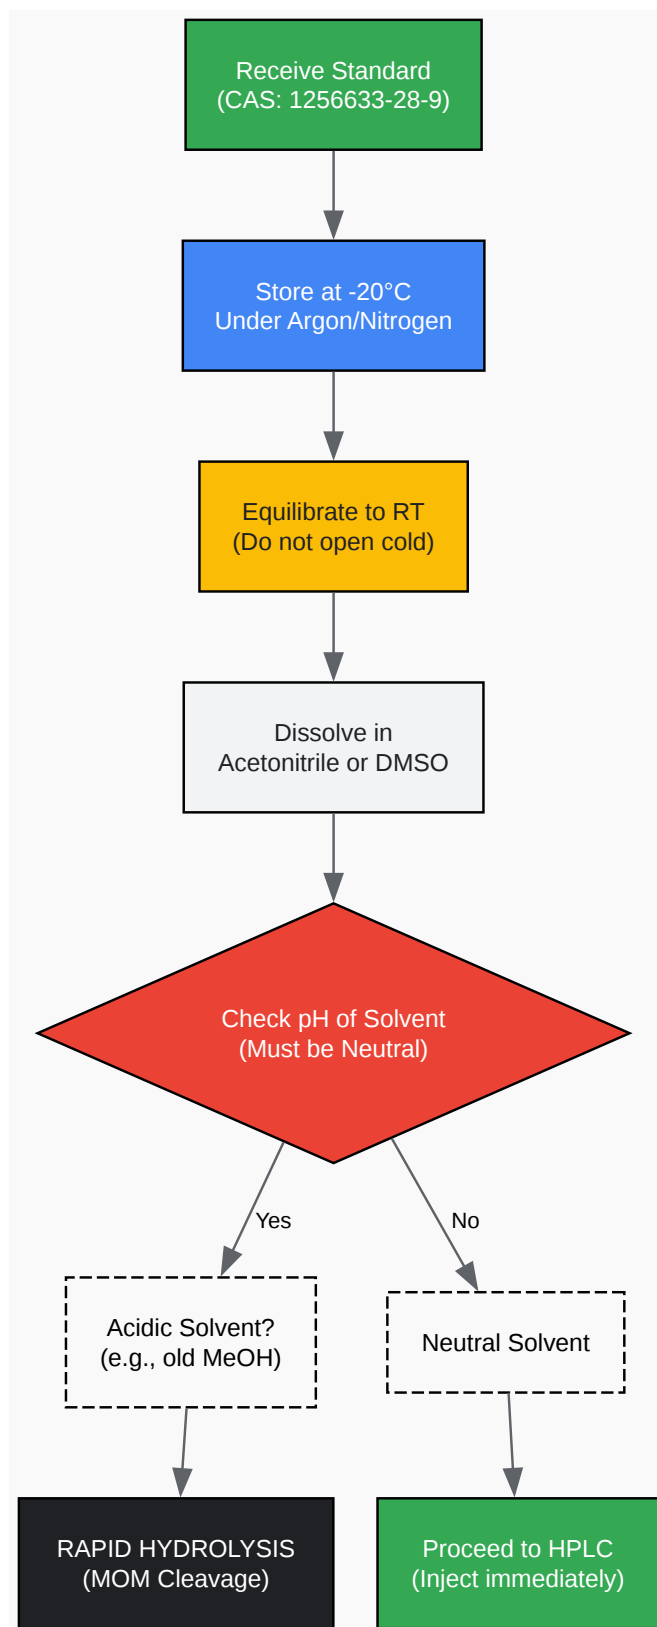 Receive Standard
(CAS: 1256633-28-9)
Store at -20°C
Under Argon/Nitrogen
Equilibrate to RT
(Do not open cold)
Dissolve in
Acetonitrile or DMSO
Check pH of Solvent
(Must be Neutral)
Yes
No
Acidic Solvent?
(e.g., old MeOH)
Neutral Solvent
RAPID HYDROLYSIS
(MOM Cleavage)
Proceed to HPLC
(Inject immediately)